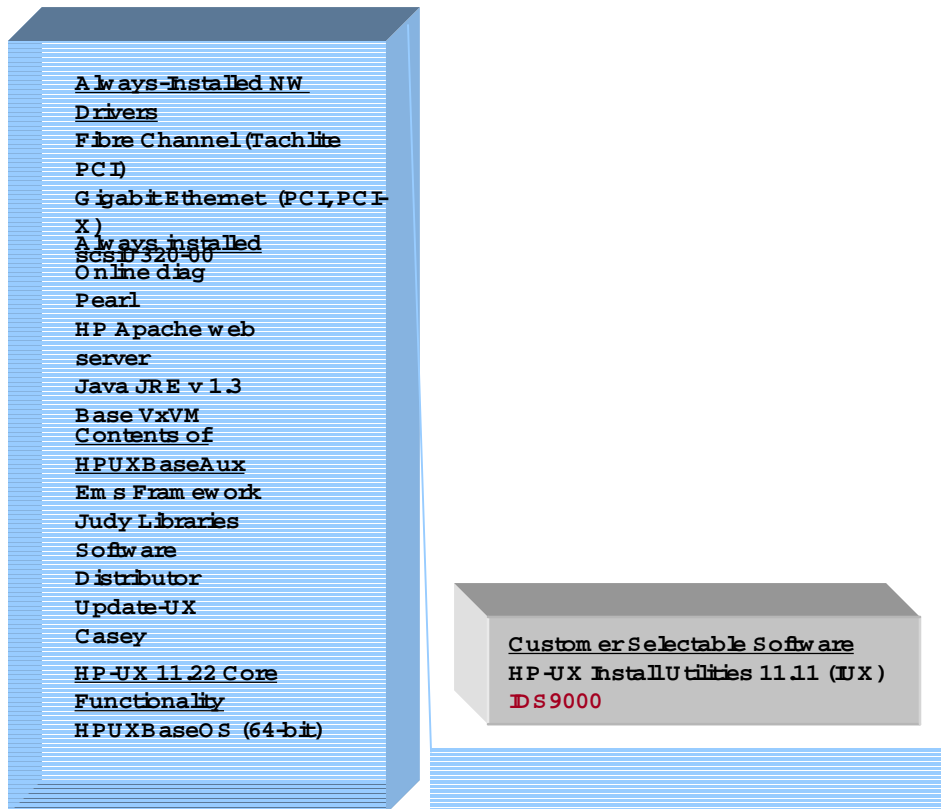 Always-Installed NW
Drivers
Fibre Channel (Tachlite
PCI)
Gigabit Ethernet (PCI, PCI-
X)
Always installed
scsiU320-00
Online diag
Pearl
HP Apache web
server
Java JRE v 1.3
Base VxVM
Contents of
HPUXBaseAux
Ems Framework
Judy Libraries
Software
Distributor
Update-UX
Casey
HP-UX 11.22 Core
Functionality
HPUXBaseOS (64-bit)
Customer Selectable Software
HP-UX Install Utilities 11.11 (IUX)
IDS9000